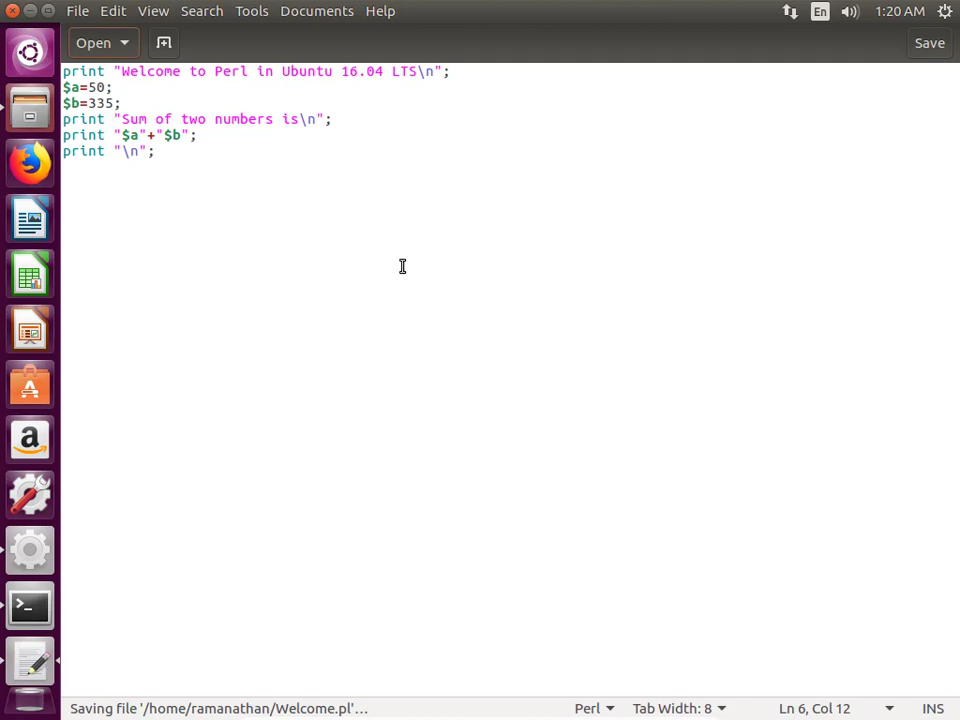 File Edit View Search Tools Documents Help En 1:20 AM
Open Save
print "Welcome to Perl in Ubuntu 16.04 LTS\n";
$a=50;
$b=335;
print "Sum of two numbers is\n";
print "$a"+"$b";
print "\n";
Saving file '/home/ramanathan/Welcome.pl'… Perl Tab Width: 8 Ln 6, Col 12 INS